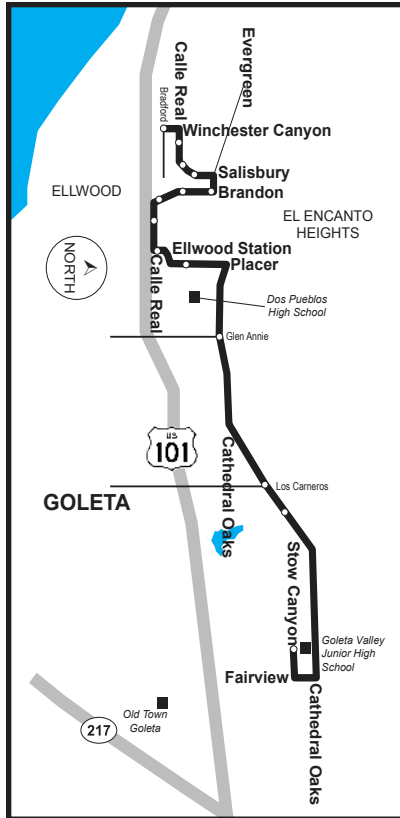 Evergreen
Calle Real
Bradford
Winchester Canyon
Salisbury
Brandon
ELLWOOD
EL ENCANTO
HEIGHTS
NORTH
Ellwood Station
Placer
Calle Real
Dos Pueblos
High School
Glen Annie
US
101
Cathedral Oaks
Los Carneros
GOLETA
Stow Canyon
Goleta Valley
Junior High
School
Fairview
Cathedral Oaks
Old Town
Goleta
217